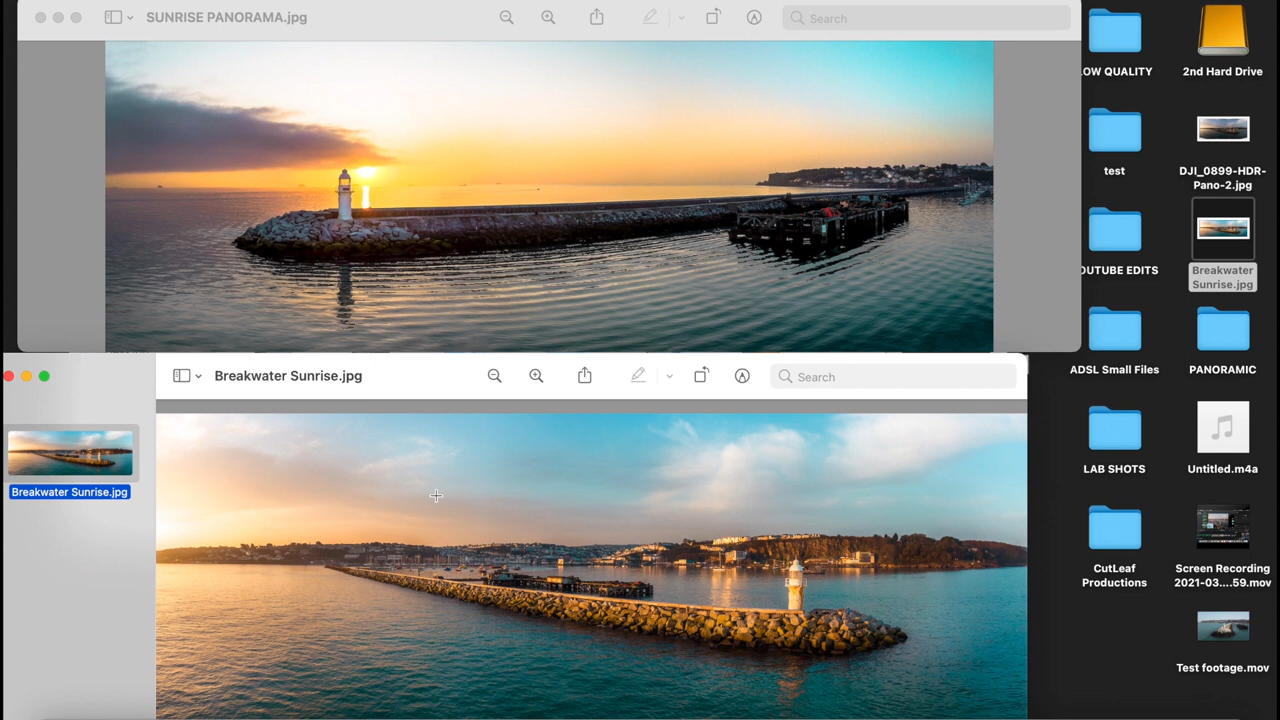 SUNRISE PANORAMA.jpg
Search
OW QUALITY
2nd Hard Drive
test
DJI_0899-HDR-
Pano-2.jpg
OUTUBE EDITS
Breakwater
Sunrise.jpg
ADSL Small Files
PANORAMIC
Breakwater Sunrise.jpg
Search
Breakwater Sunrise.jpg
LAB SHOTS
Untitled.m4a
CutLeaf
Productions
Screen Recording
2021-03....59.mov
Test footage.mov